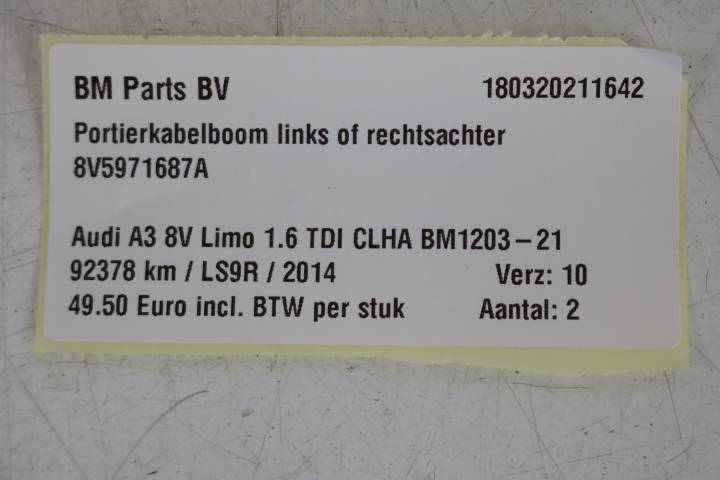 BM Parts BV 180320211642
Portierkabelboom links of rechtsachter
8V5971687A
Audi A3 8V Limo 1.6 TDI CLHA BM1203-21
92378 km / LS9R / 2014 Verz: 10
49.50 Euro incl. BTW per stuk Aantal: 2